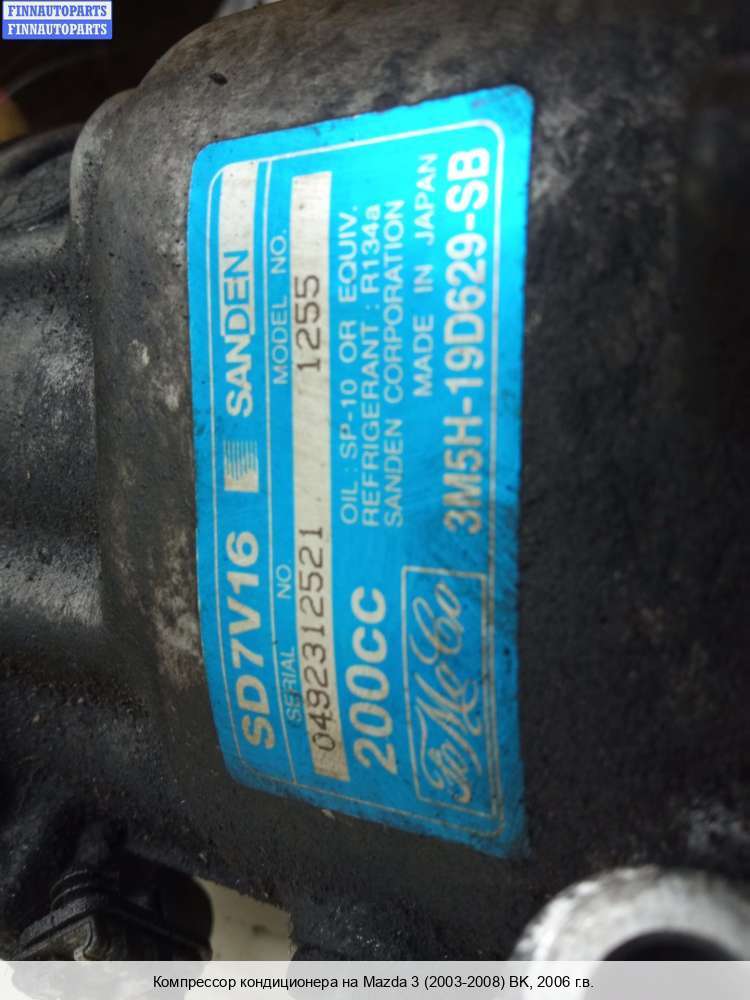 FINNAUTOPARTS
FINNAUTOPARTS
SD7V16 SANDEN
SERIAL NO. MODEL NO.
0492312521 1255
200cc
OIL : SP-10 OR EQUIV.
REFRIGERANT : R134a
SANDEN CORPORATION
MADE IN JAPAN
FoMoCo
3M5H-19D629-SB
Компрессор кондиционера на Mazda 3 (2003-2008) BK, 2006 г.в.